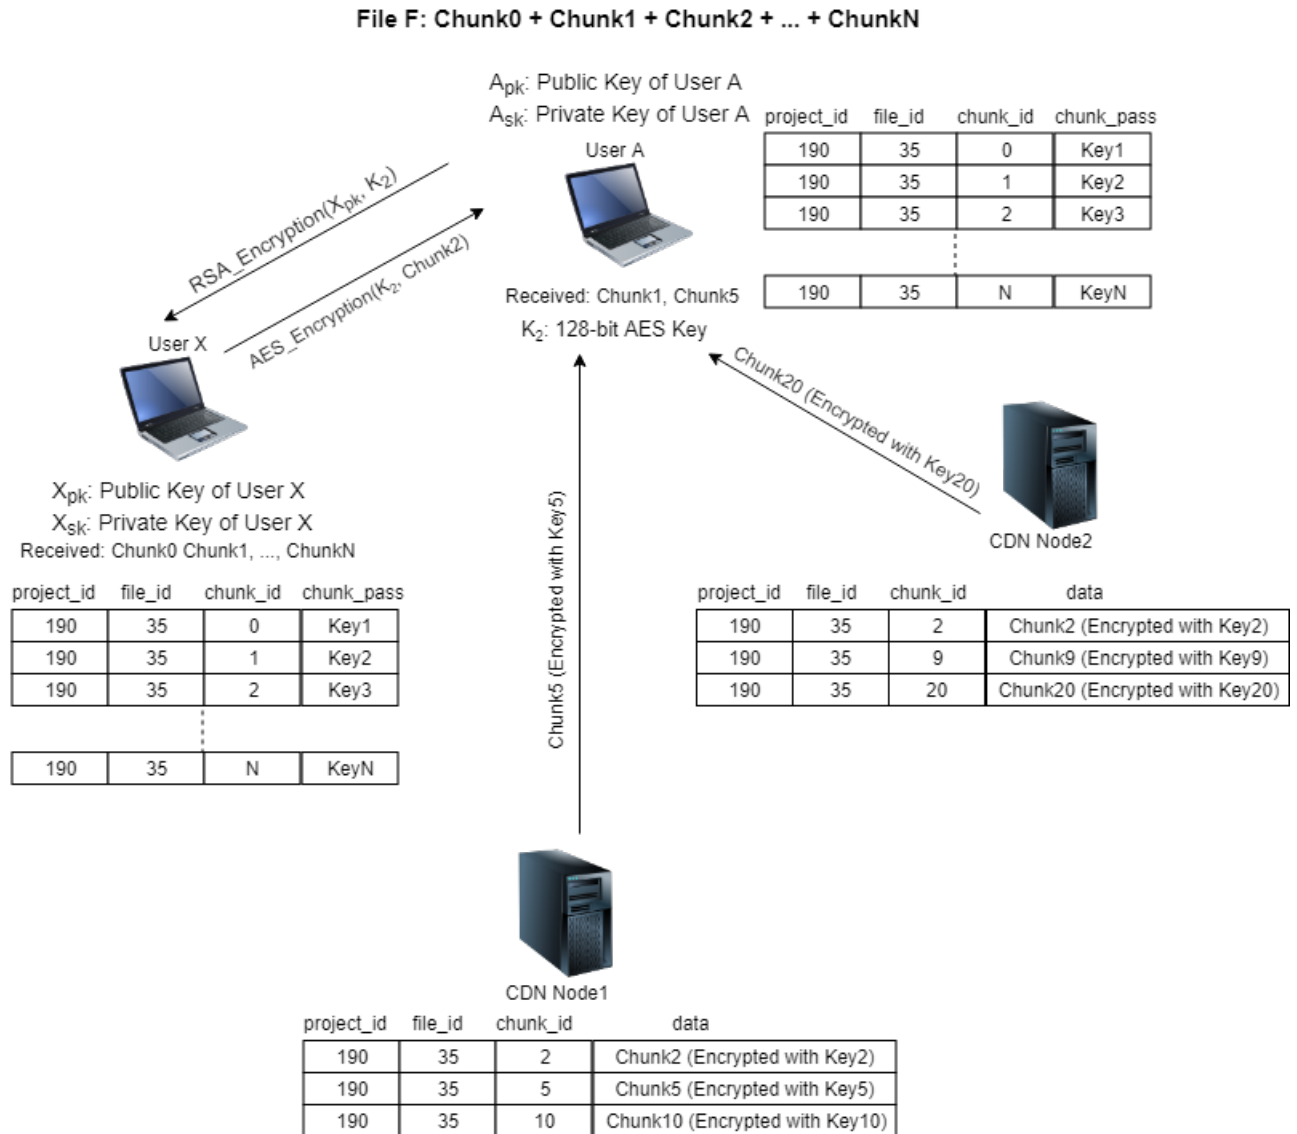 File F: Chunk0 + Chunk1 + Chunk2 + ... + ChunkN
Apk: Public Key of User A
Ask: Private Key of User A
User A
project_id file_id chunk_id chunk_pass
190 35 0 Key1
190 35 1 Key2
190 35 2 Key3
190 35 N KeyN
RSA_Encryption(Xpk, K2)
AES_Encryption(K2, Chunk2)
Received: Chunk1, Chunk5
K2: 128-bit AES Key
User X
Xpk: Public Key of User X
Xsk: Private Key of User X
Received: Chunk0 Chunk1, ..., ChunkN
project_id file_id chunk_id chunk_pass
190 35 0 Key1
190 35 1 Key2
190 35 2 Key3
190 35 N KeyN
Chunk5 (Encrypted with Key5)
Chunk20 (Encrypted with Key20)
CDN Node2
project_id file_id chunk_id data
190 35 2 Chunk2 (Encrypted with Key2)
190 35 9 Chunk9 (Encrypted with Key9)
190 35 20 Chunk20 (Encrypted with Key20)
CDN Node1
project_id file_id chunk_id data
190 35 2 Chunk2 (Encrypted with Key2)
190 35 5 Chunk5 (Encrypted with Key5)
190 35 10 Chunk10 (Encrypted with Key10)